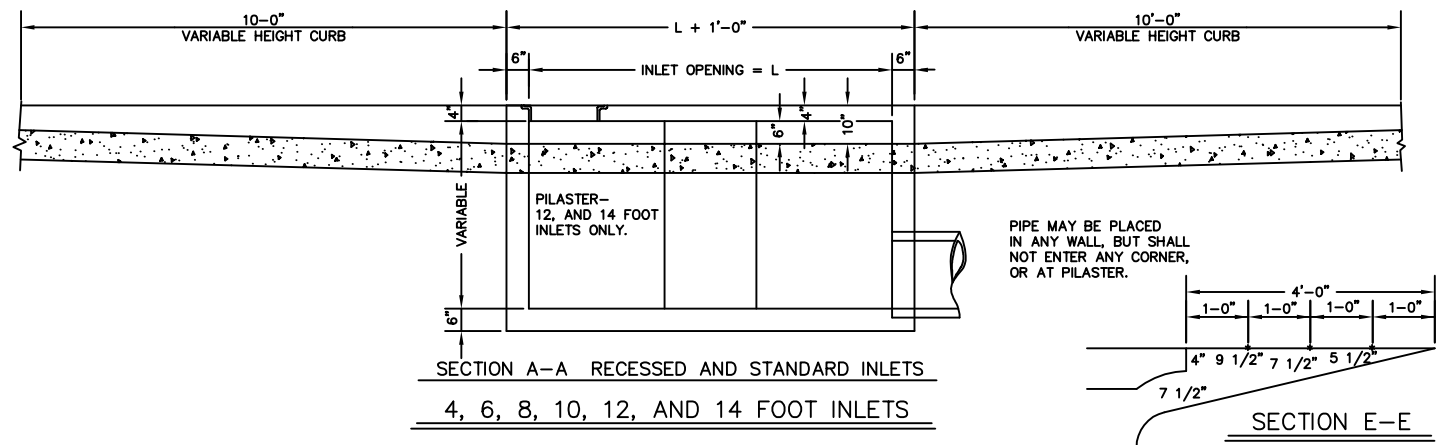 10-0"
VARIABLE HEIGHT CURB
L + 1'-0"
10'-0"
VARIABLE HEIGHT CURB
6"
INLET OPENING = L
6"
4"
6"
4"
10"
VARIABLE
PILASTER-
12, AND 14 FOOT
INLETS ONLY.
6"
PIPE MAY BE PLACED
IN ANY WALL, BUT SHALL
NOT ENTER ANY CORNER,
OR AT PILASTER.
4'-0"
1-0" 1-0" 1-0" 1-0"
4" 9 1/2" 7 1/2" 5 1/2"
7 1/2"
SECTION E-E
SECTION A-A RECESSED AND STANDARD INLETS
4, 6, 8, 10, 12, AND 14 FOOT INLETS